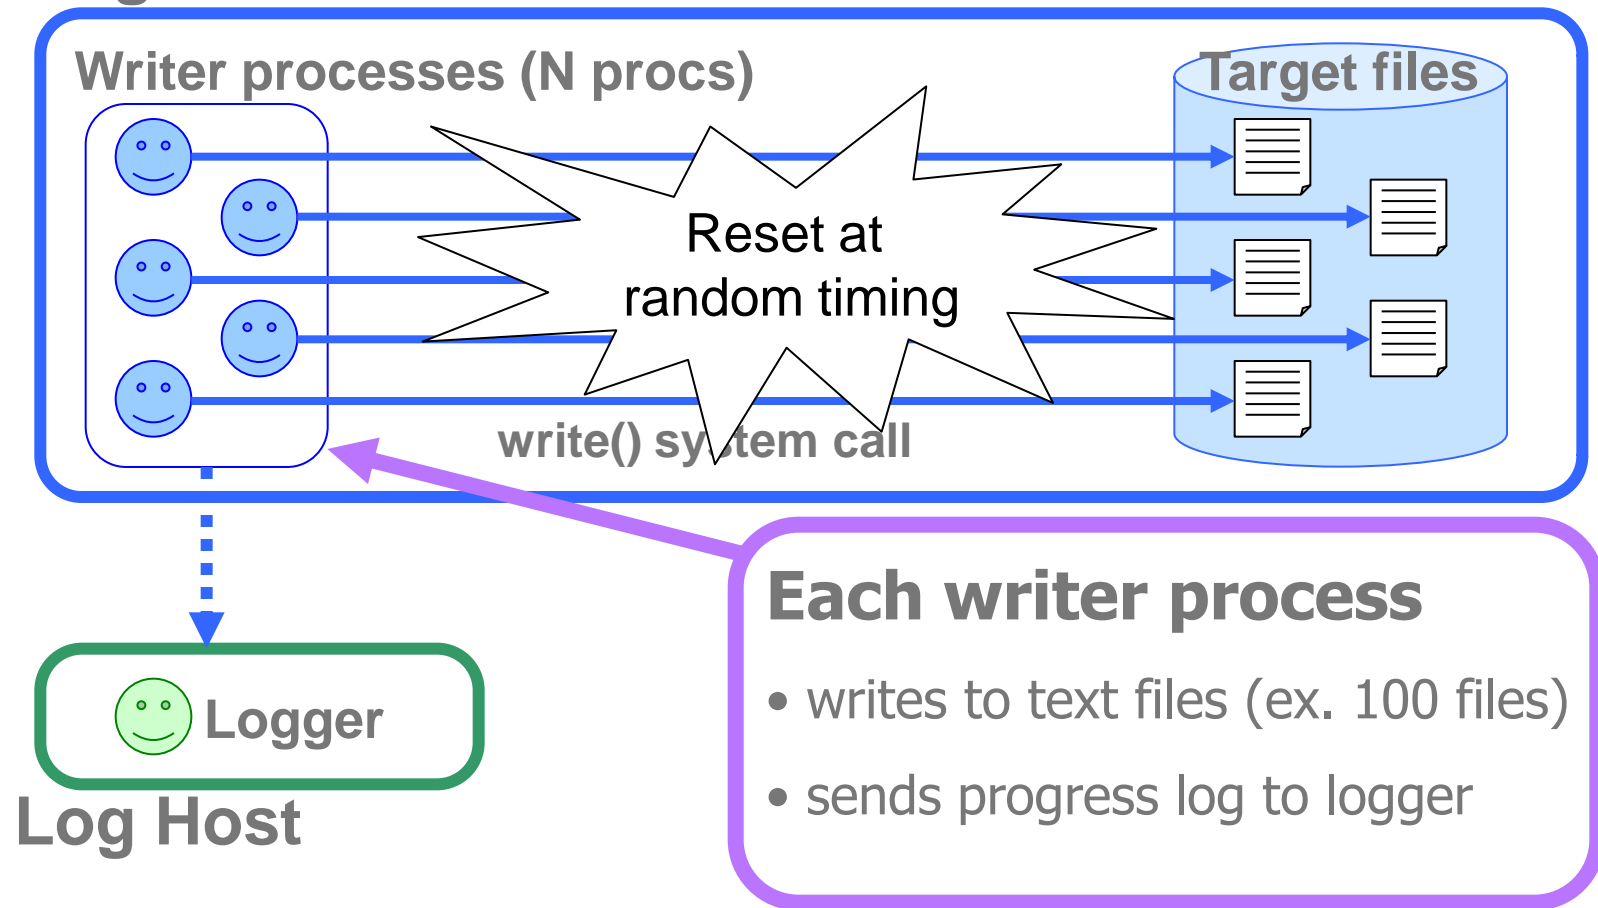 Writer processes (N procs)
Target files
Reset at
random timing
write() system call
Each writer process
• writes to text files (ex. 100 files)
• sends progress log to logger
Logger
Log Host